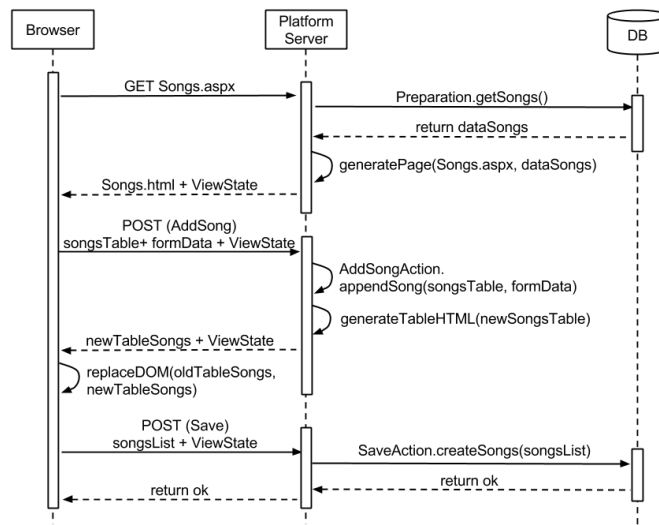 Browser
Platform
Server
DB
GET Songs.aspx
Preparation.getSongs()
return dataSongs
generatePage(Songs.aspx, dataSongs)
Songs.html + ViewState
POST (AddSong)
songsTable+ formData + ViewState
AddSongAction.
appendSong(songsTable, formData)
generateTableHTML(newSongsTable)
newTableSongs + ViewState
replaceDOM(oldTableSongs,
newTableSongs)
POST (Save)
songsList + ViewState
SaveAction.createSongs(songsList)
return ok
return ok